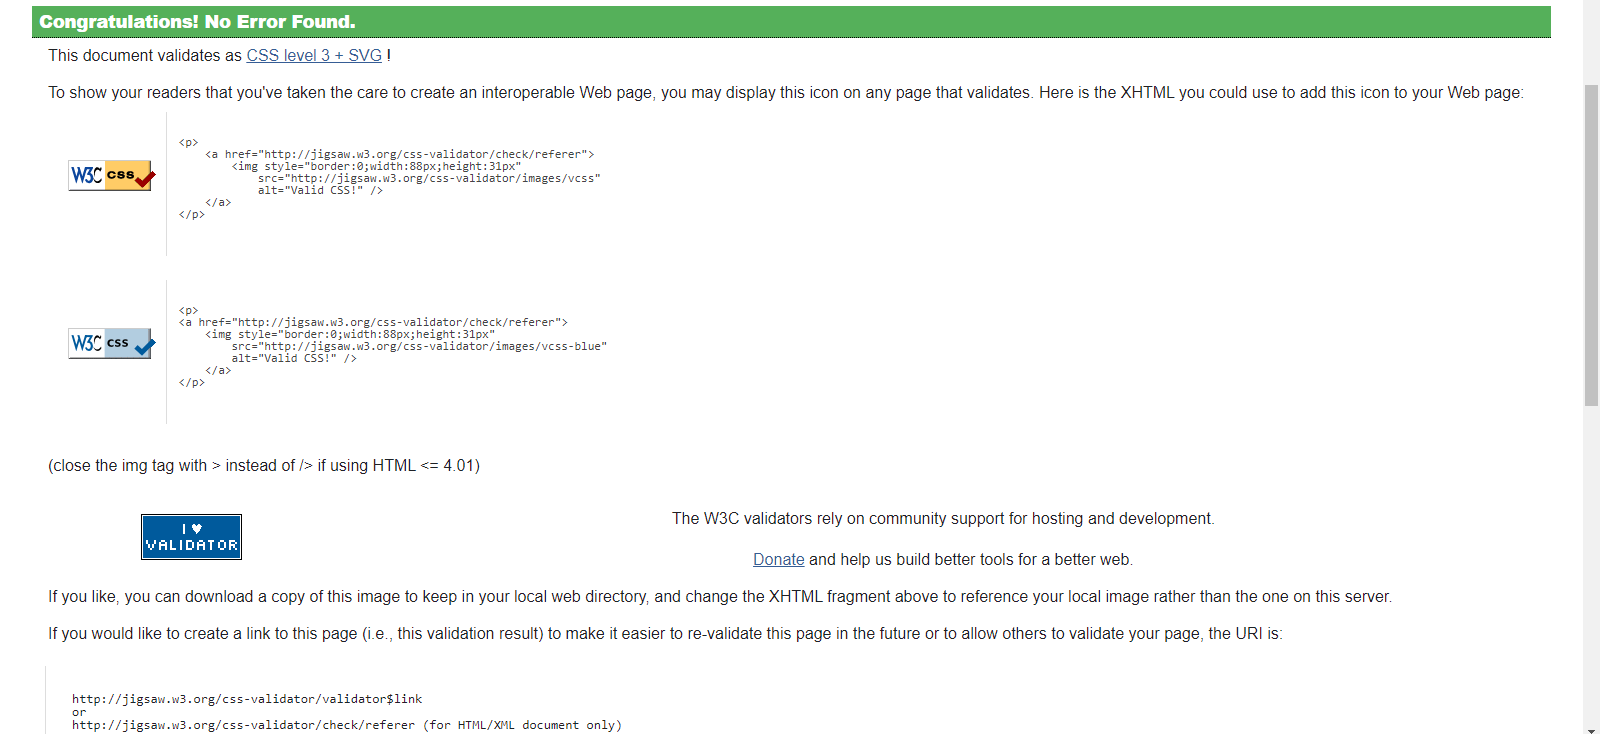 Congratulations! No Error Found.
This document validates as CSS level 3 + SVG !
To show your readers that you've taken the care to create an interoperable Web page, you may display this icon on any page that validates. Here is the XHTML you could use to add this icon to your Web page:
W3C css
<p>
<a href="http://jigsaw.w3.org/css-validator/check/referer">
<img style="border:0;width:88px;height:31px"
src="http://jigsaw.w3.org/css-validator/images/vcss"
alt="Valid CSS!" />
</a>
</p>
W3C css
<p>
<a href="http://jigsaw.w3.org/css-validator/check/referer">
<img style="border:0;width:88px;height:31px"
src="http://jigsaw.w3.org/css-validator/images/vcss-blue"
alt="Valid CSS!" />
</a>
</p>
(close the img tag with > instead of /> if using HTML <= 4.01)
I ♥
VALIDATOR
The W3C validators rely on community support for hosting and development.
Donate and help us build better tools for a better web.
If you like, you can download a copy of this image to keep in your local web directory, and change the XHTML fragment above to reference your local image rather than the one on this server.
If you would like to create a link to this page (i.e., this validation result) to make it easier to re-validate this page in the future or to allow others to validate your page, the URI is:
http://jigsaw.w3.org/css-validator/validator$link
or
http://jigsaw.w3.org/css-validator/check/referer (for HTML/XML document only)